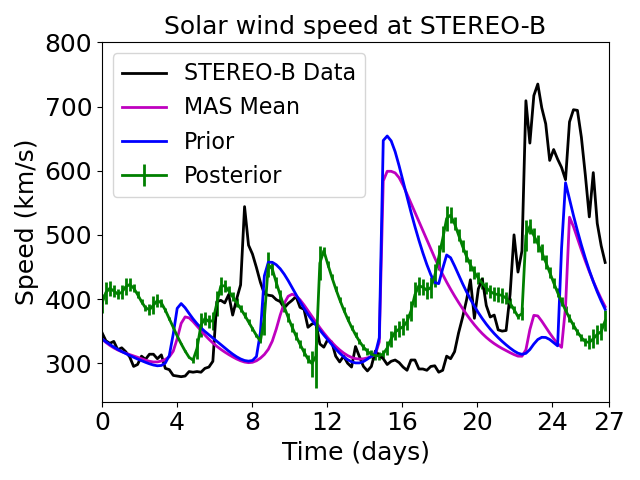 Solar wind speed at STEREO-B
800
700
600
500
400
300
Speed (km/s)
STEREO-B Data
MAS Mean
Prior
Posterior
0 4 8 12 16 20 24 27
Time (days)